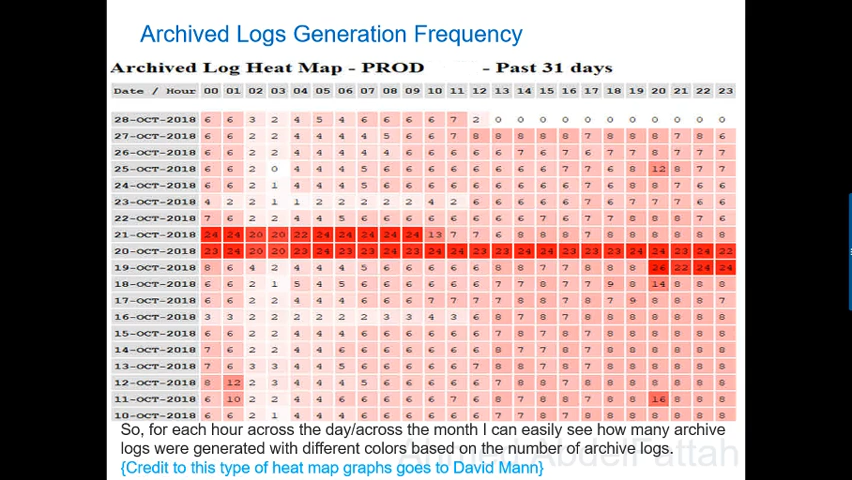 Archived Logs Generation Frequency
Archived Log Heat Map - PROD - Past 31 days
Date / Hour 00 01 02 03 04 05 06 07 08 09 10 11 12 13 14 15 16 17 18 19 20 21 22 23
28-OCT-2018 6 6 3 2 4 5 4 6 6 6 6 7 2 0 0 0 0 0 0 0 0 0 0 0
27-OCT-2018 6 6 2 2 4 4 4 4 5 6 6 7 8 8 8 8 8 7 8 8 8 7 8 6
26-OCT-2018 6 6 2 2 4 4 4 4 4 6 6 6 6 6 7 6 7 6 7 7 8 7 7 7
25-OCT-2018 6 6 2 0 4 4 4 5 6 6 6 6 6 6 6 6 7 7 6 8 12 8 7 7
24-OCT-2018 6 6 2 1 4 4 4 5 6 6 6 6 6 6 6 6 7 6 8 8 7 6 6
23-OCT-2018 4 2 2 1 1 2 2 2 2 2 4 2 6 6 6 6 6 7 6 7 7 7 6 6
22-OCT-2018 7 6 2 2 4 4 5 6 6 6 6 6 6 6 7 6 7 7 8 7 7 7 7
21-OCT-2018 24 24 20 20 22 24 24 24 24 24 13 7 7 6 8 8 8 7 8 8 8 8 8 8
20-OCT-2018 23 24 20 20 24 23 24 23 23 24 24 24 23 23 24 24 23 23 24 24 24 23 24 22
19-OCT-2018 8 6 4 2 4 4 4 5 6 6 6 6 6 8 8 7 7 8 8 8 26 22 24 24
18-OCT-2018 6 6 2 1 5 4 5 6 6 6 6 6 6 7 8 7 8 7 9 8 14 8 8 8
17-OCT-2018 6 6 2 2 4 4 4 6 6 6 7 7 7 7 8 7 8 7 8 9 8 8 8 8
16-OCT-2018 3 3 2 2 2 2 2 2 3 3 4 3 6 8 7 8 7 8 8 8 8 8 8 8
15-OCT-2018 6 6 2 2 4 4 4 5 6 6 6 6 6 7 8 7 8 7 8 8 8 8 8 8
14-OCT-2018 7 6 2 2 4 4 6 6 6 6 6 6 7 8 7 7 8 7 8 8 8 8 8 8
13-OCT-2018 7 6 3 3 4 4 5 6 6 6 6 6 7 8 8 7 8 7 8 8 8 8 8 8
12-OCT-2018 8 12 2 3 4 4 4 5 6 6 6 6 6 7 8 7 8 8 8 8 8 8 8 8
11-OCT-2018 6 10 2 2 4 4 4 6 6 6 6 7 6 8 7 7 8 7 8 8 16 8 8 8
10-OCT-2018 6 6 2 1 4 4 4 6 6 6 6 6 6 7 8 7 8 7 8 8 8 8 8 8
So, for each hour across the day/across the month I can easily see how many archive
logs were generated with different colors based on the number of archive logs.
{Credit to this type of heat map graphs goes to David Mann}
AbdelFattah